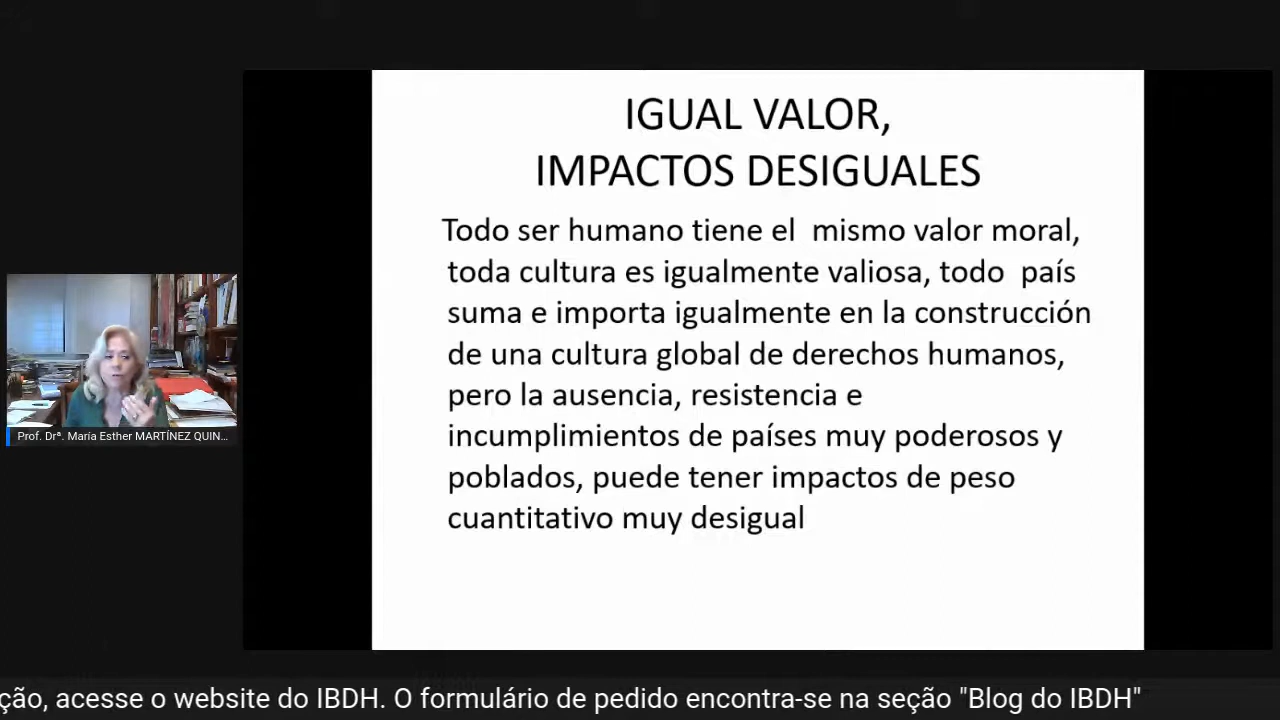 IGUAL VALOR,
IMPACTOS DESIGUALES
Todo ser humano tiene el mismo valor moral,
toda cultura es igualmente valiosa, todo país
suma e importa igualmente en la construcción
de una cultura global de derechos humanos,
pero la ausencia, resistencia e
incumplimientos de países muy poderosos y
poblados, puede tener impactos de peso
cuantitativo muy desigual
Prof. Drª. María Esther MARTÍNEZ QUIN...
ção, acesse o website do IBDH. O formulário de pedido encontra-se na seção "Blog do IBDH"